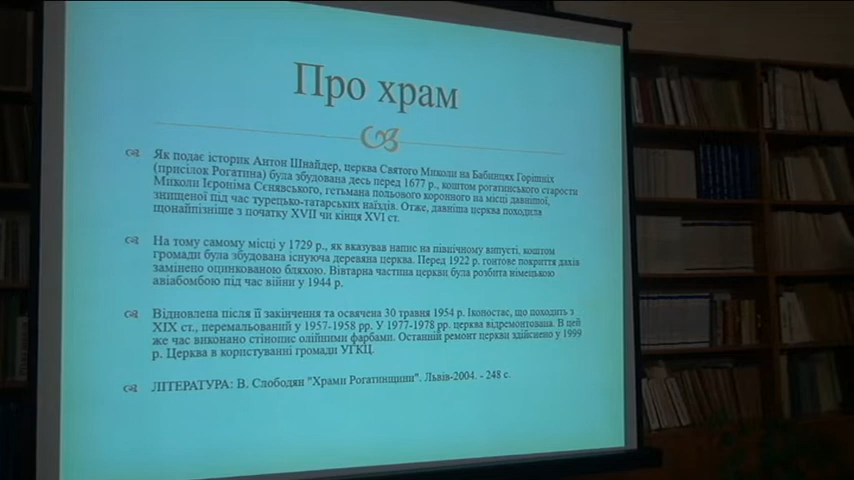 Про храм
Як подає історик Антон Шнайдер, церква Святого Миколи на Бабинцях Горішніх
(присілок Рогатина) була збудована десь перед 1677 р., коштом рогатинського старости
Миколи Ієроніма Сєнявського, гетьмана польового коронного на місці давнішої,
знищеної під час турецько-татарських наїздів. Отже, давніша церква походила
щонайпізніше з початку XVII чи кінця XVI ст.
На тому самому місці у 1729 р., як вказував напис на північному випусті, коштом
громади була збудована існуюча деревяна церква. Перед 1922 р. гонтове покриття дахів
замінено оцинкованою бляхою. Вівтарна частина церкви була розбита німецькою
авіабомбою під час війни у 1944 р.
Відновлена після її закінчення та освячена 30 травня 1954 р. Іконостас, що походить з
XIX ст., перемальований у 1957-1958 рр. У 1977-1978 рр. церква відремонтована. В цей
же час виконано стінопис олійними фарбами. Останній ремонт церкви здійснено у 1999
р. Церква в користуванні громади УГКЦ.
ЛІТЕРАТУРА: В. Слободян "Храми Рогатинщини". Львів-2004. - 248 с.